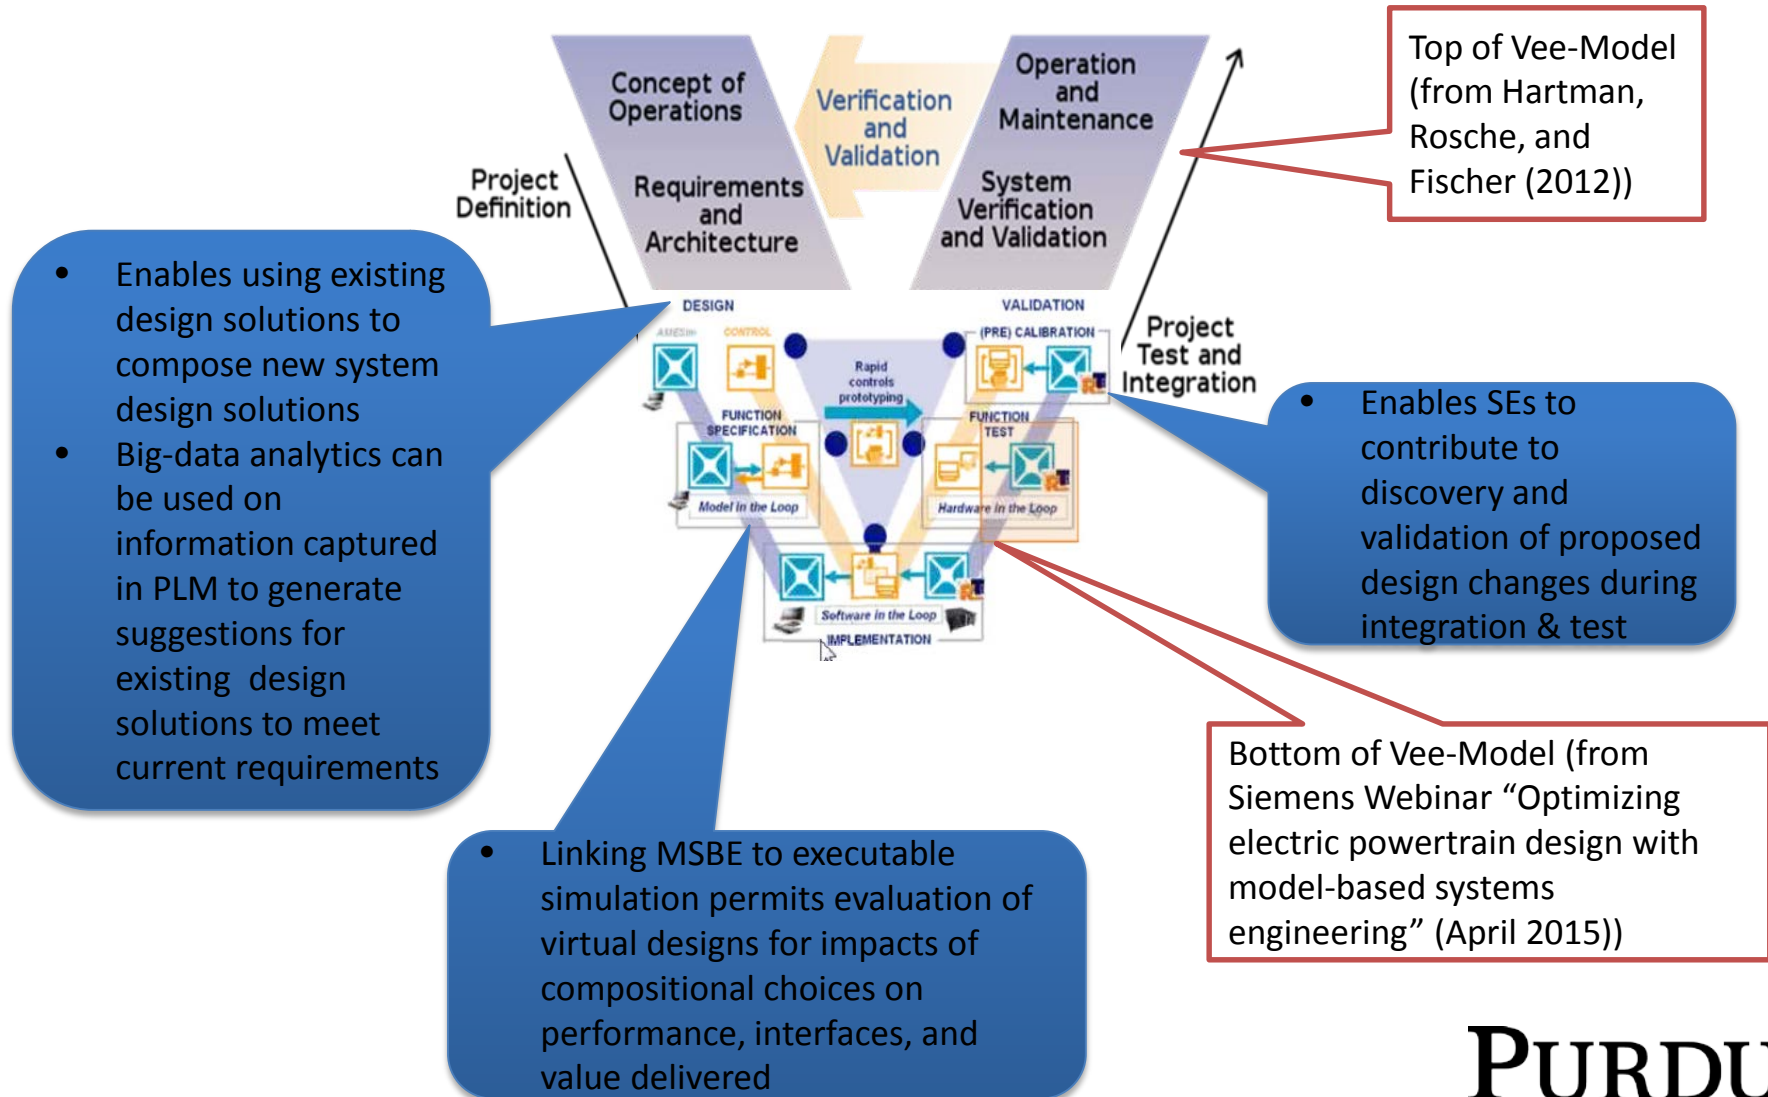 Concept of
Operations
Requirements
and
Architecture
Verification
and
Validation
Operation
and
Maintenance
System
Verification
and Validation
Project
Definition
Project
Test and
Integration
Top of Vee-Model
(from Hartman,
Rosche, and
Fischer (2012))
• Enables using existing
design solutions to
compose new system
design solutions
• Big-data analytics can
be used on
information captured
in PLM to generate
suggestions for
existing design
solutions to meet
current requirements
DESIGN
AMESim
CONTROL
VALIDATION
(PRE) CALIBRATION
Rapid
controls
prototyping
FUNCTION
SPECIFICATION
Model in the Loop
FUNCTION
TEST
Hardware in the Loop
Software in the Loop
IMPLEMENTATION
• Enables SEs to
contribute to
discovery and
validation of proposed
design changes during
integration & test
• Linking MSBE to executable
simulation permits evaluation of
virtual designs for impacts of
compositional choices on
performance, interfaces, and
value delivered
Bottom of Vee-Model (from
Siemens Webinar “Optimizing
electric powertrain design with
model-based systems
engineering” (April 2015))
PURDU